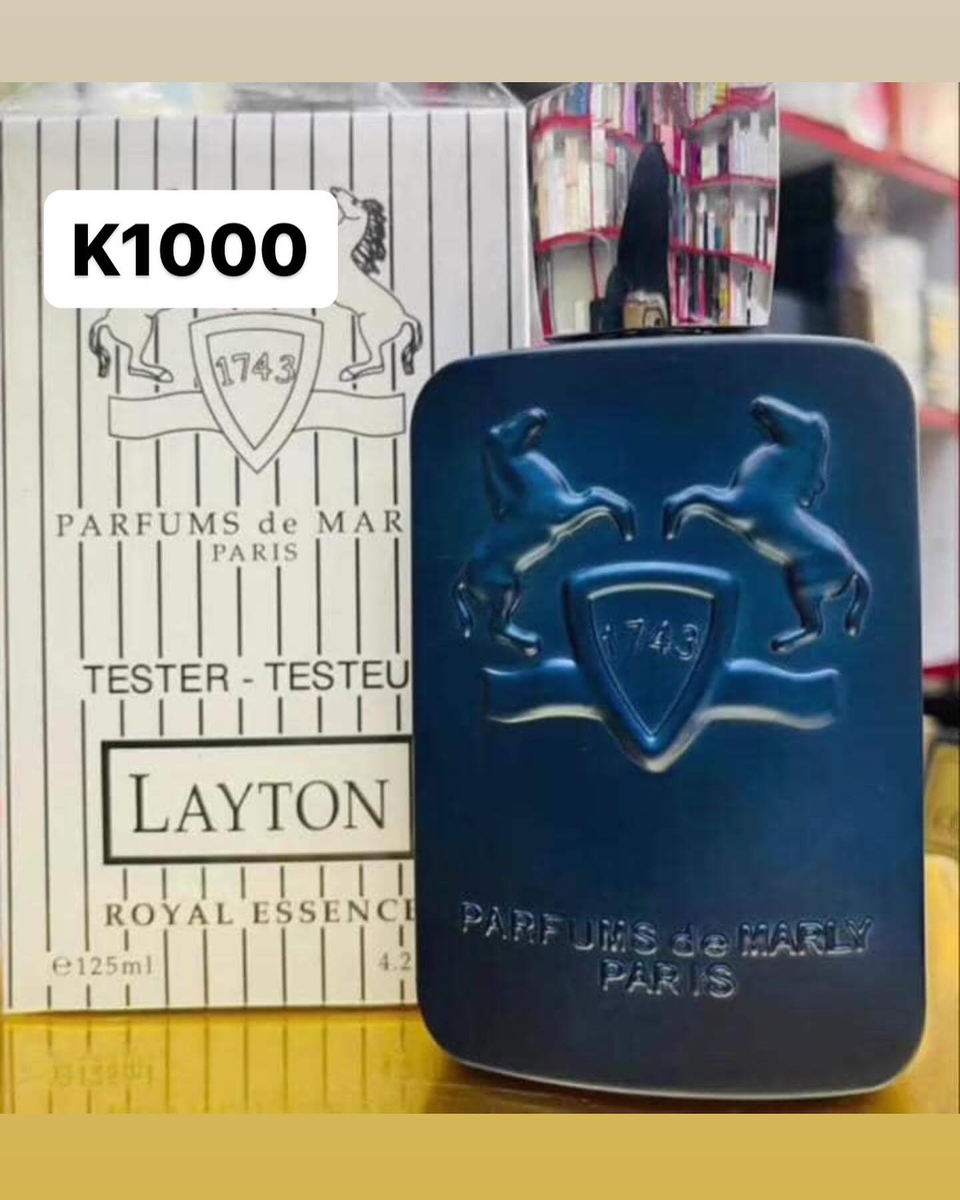 K1000
1743
PARFUMS de MAR
PARIS
TESTER - TESTEU
LAYTON
ROYAL ESSENCE
℮125ml
4.2
1743
PARFUMS de MARLY
PARIS